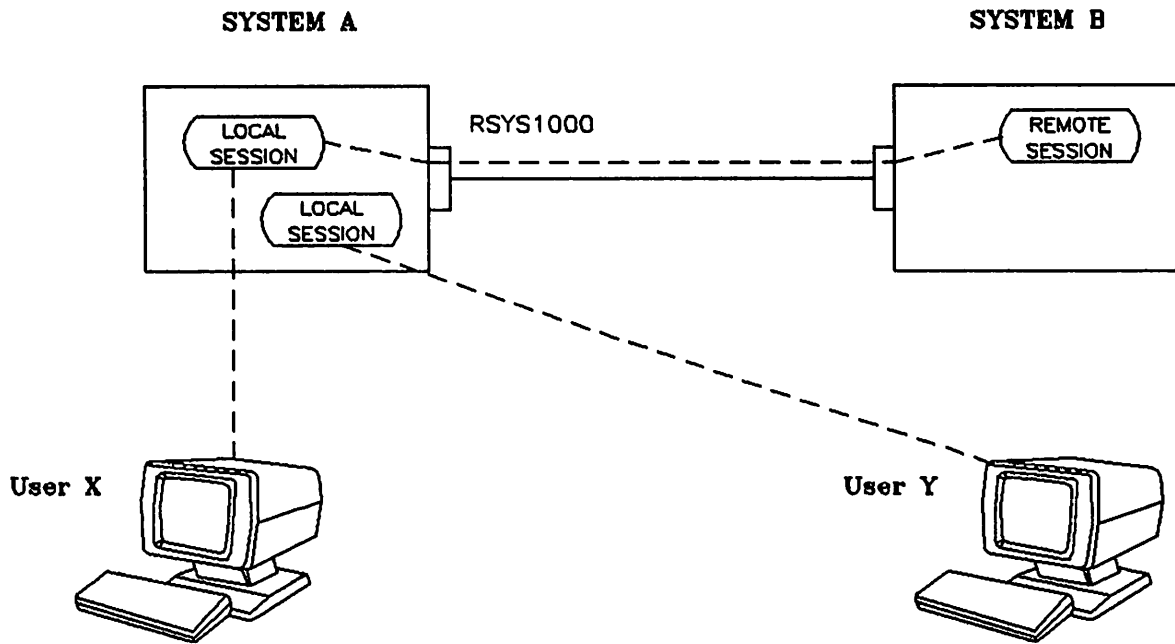 SYSTEM A
SYSTEM B
LOCAL
SESSION
RSYS1000
REMOTE
SESSION
LOCAL
SESSION
User X
User Y